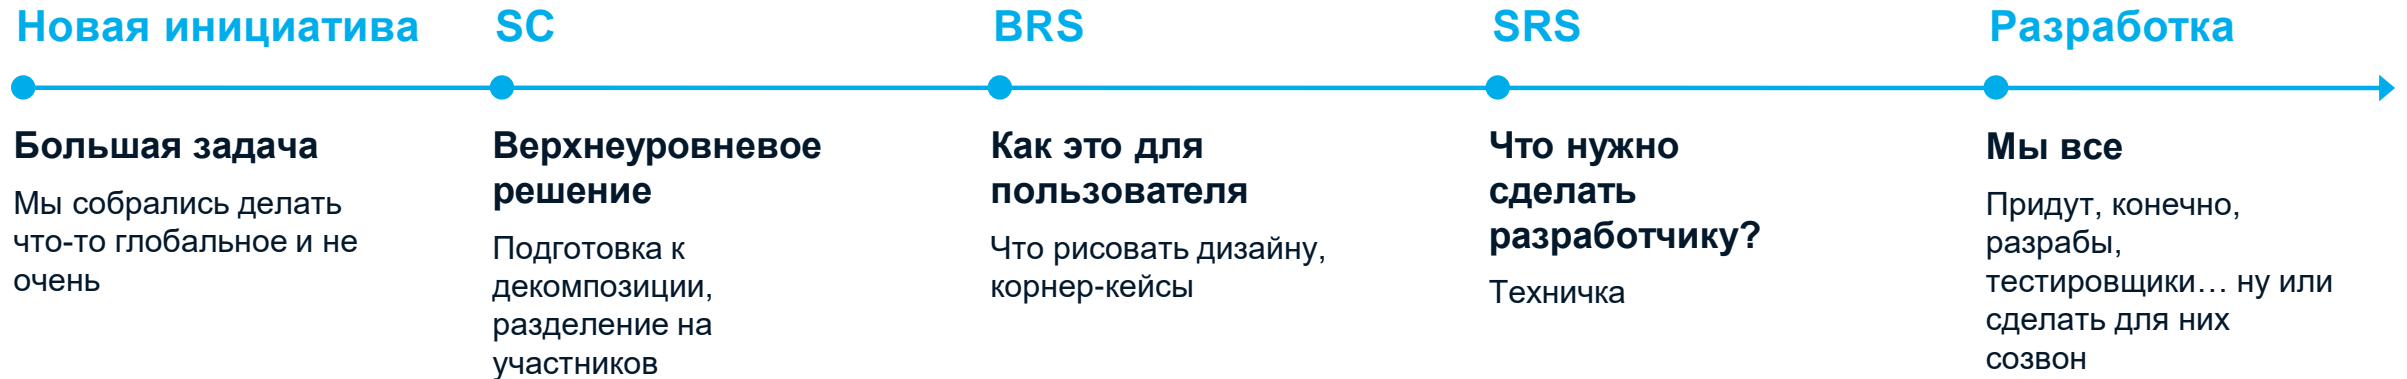 Новая инициатива
Большая задача
Мы собрались делать
что-то глобальное и не
очень
SC
Верхнеуровневое
решение
Подготовка к
декомпозиции,
разделение на
участников
BRS
Как это для
пользователя
Что рисовать дизайну,
корнер-кейсы
SRS
Что нужно
сделать
разработчику?
Техничка
Разработка
Мы все
Придут, конечно,
разрабы,
тестировщики… ну или
сделать для них
созвон